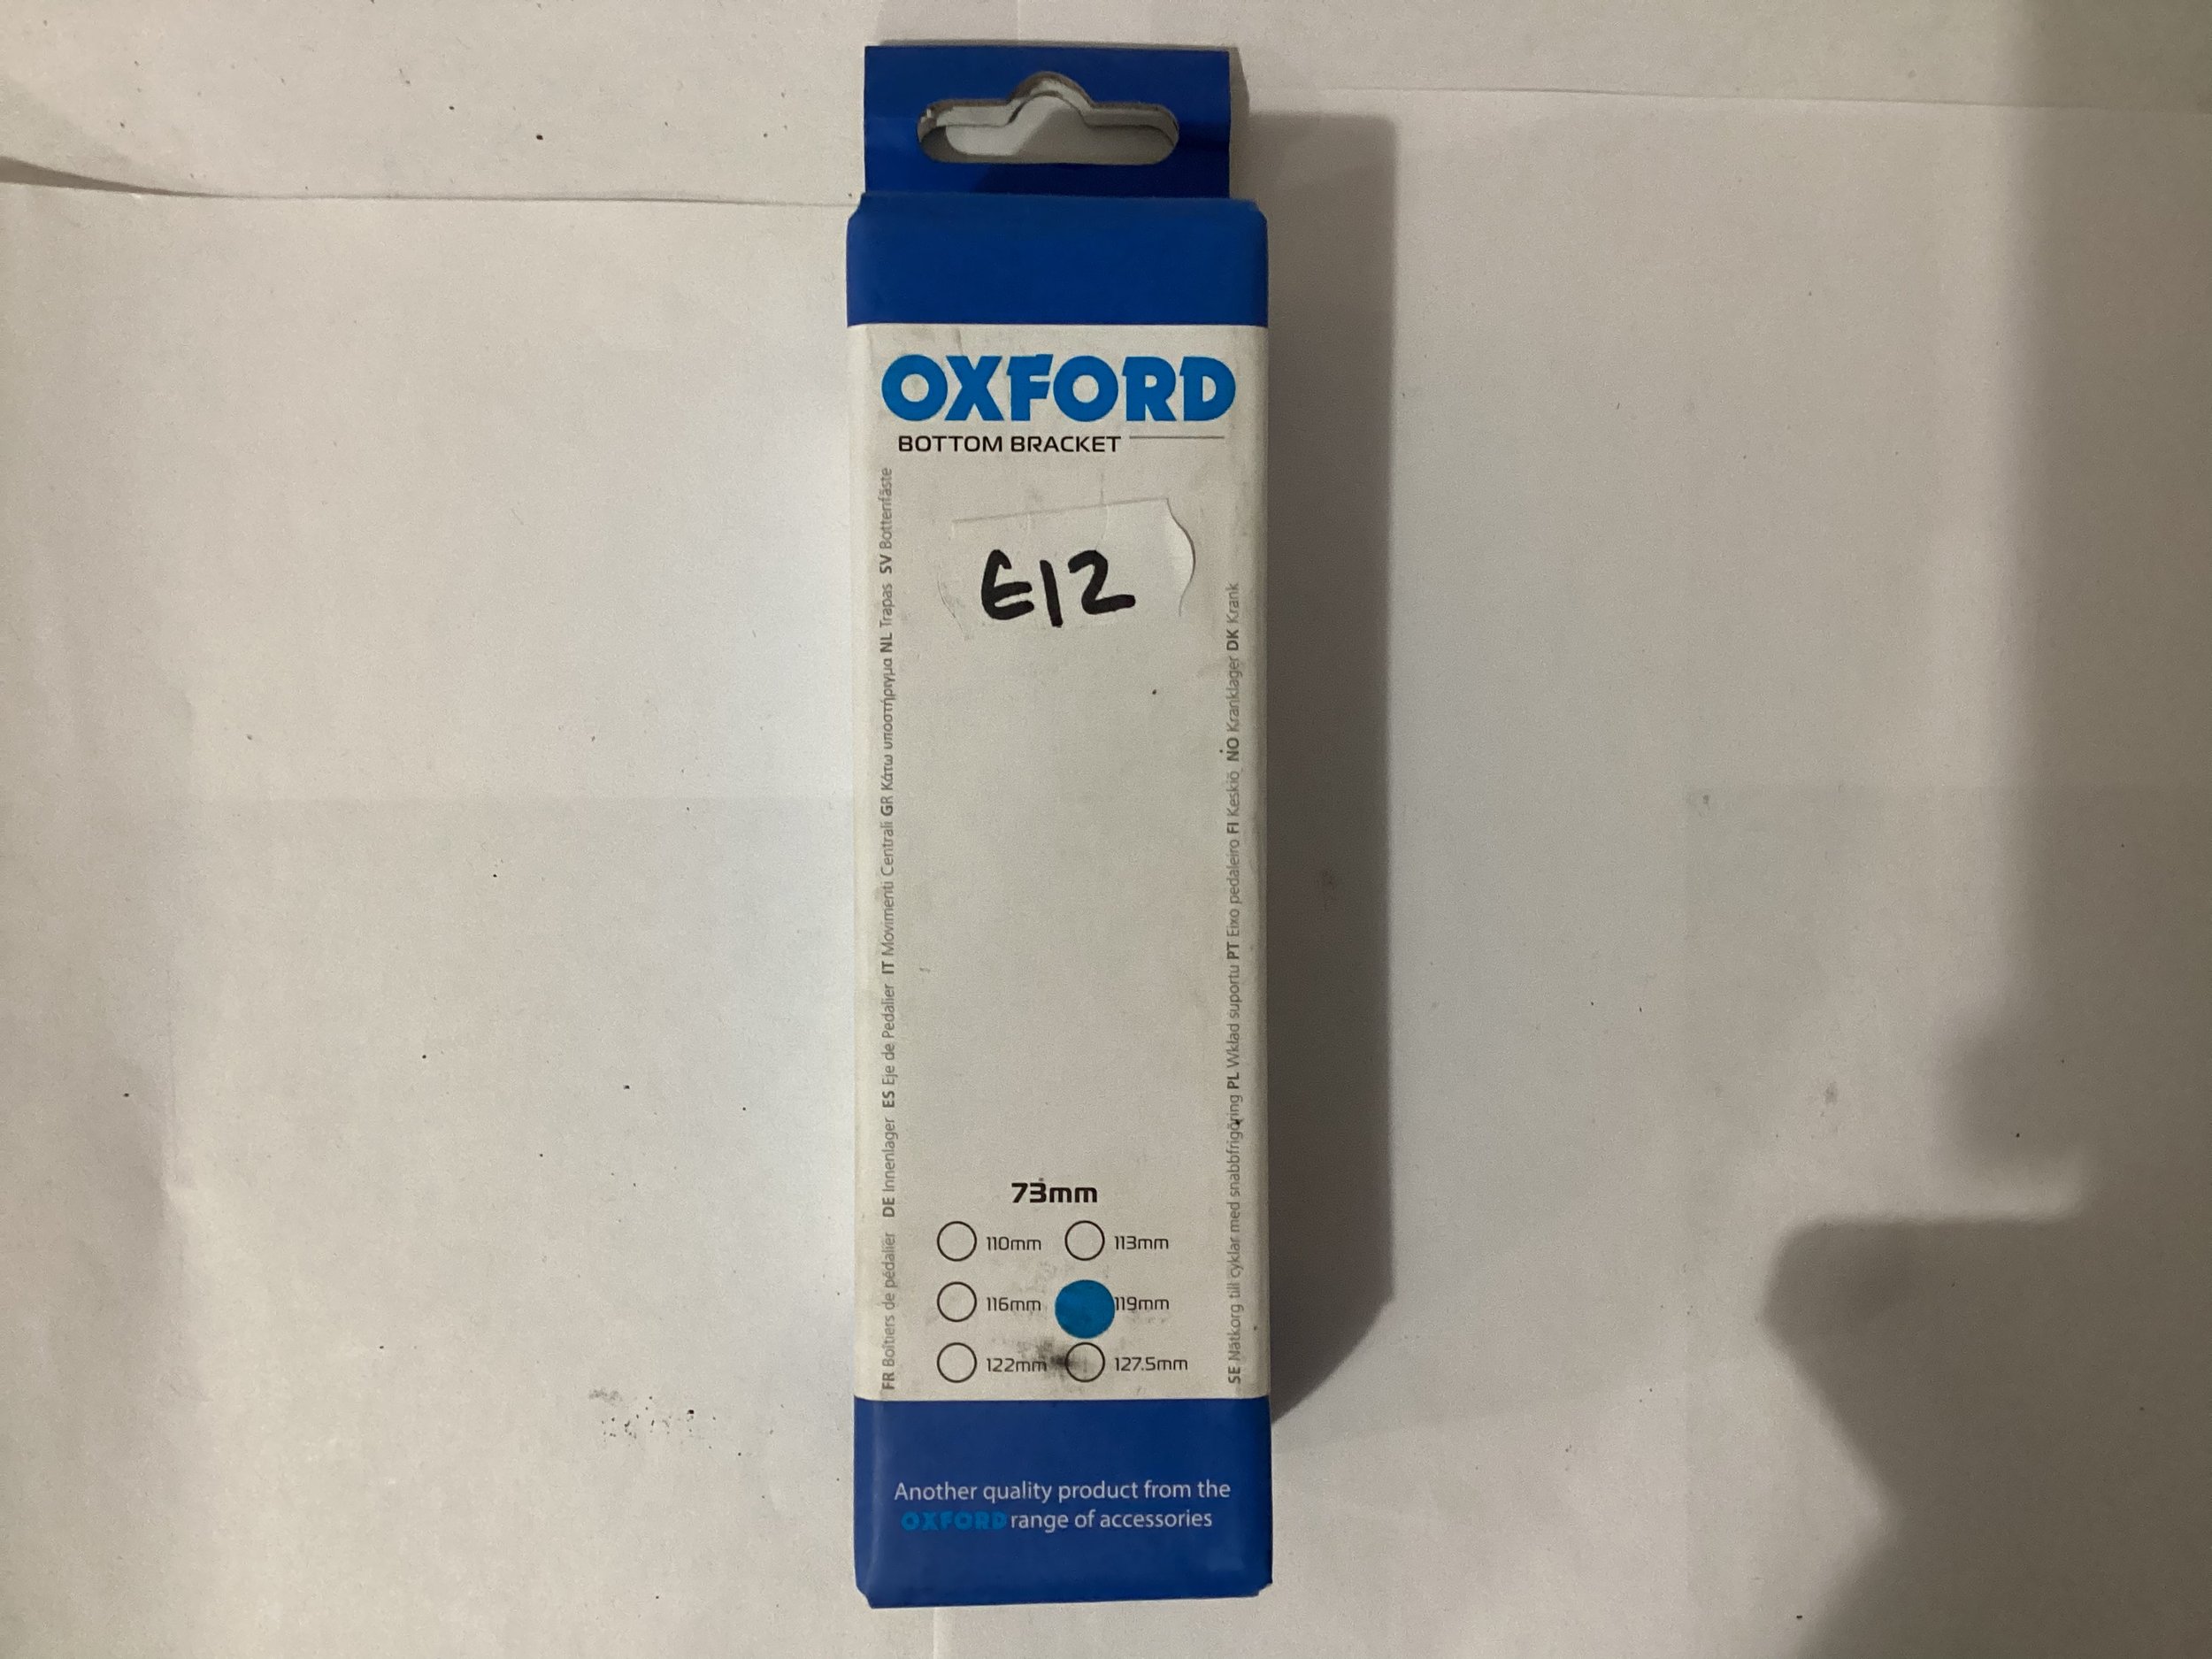 OXFORD
BOTTOM BRACKET
E12
FR Boîtiers de pédalier DE Innenlager ES Eje de Pedalier IT Movimenti Centrali GR Κάτω υποστήριγμα NL Trapas SV Bottenfäste
SE Nätkorg till cyklar med snabbfrigöring PL Wkład suportu PT Eixo pedaleiro FI Keskiö NO Kranklager DK Krank
73mm
110mm 113mm
116mm 119mm
122mm 127.5mm
Another quality product from the
OXFORD range of accessories